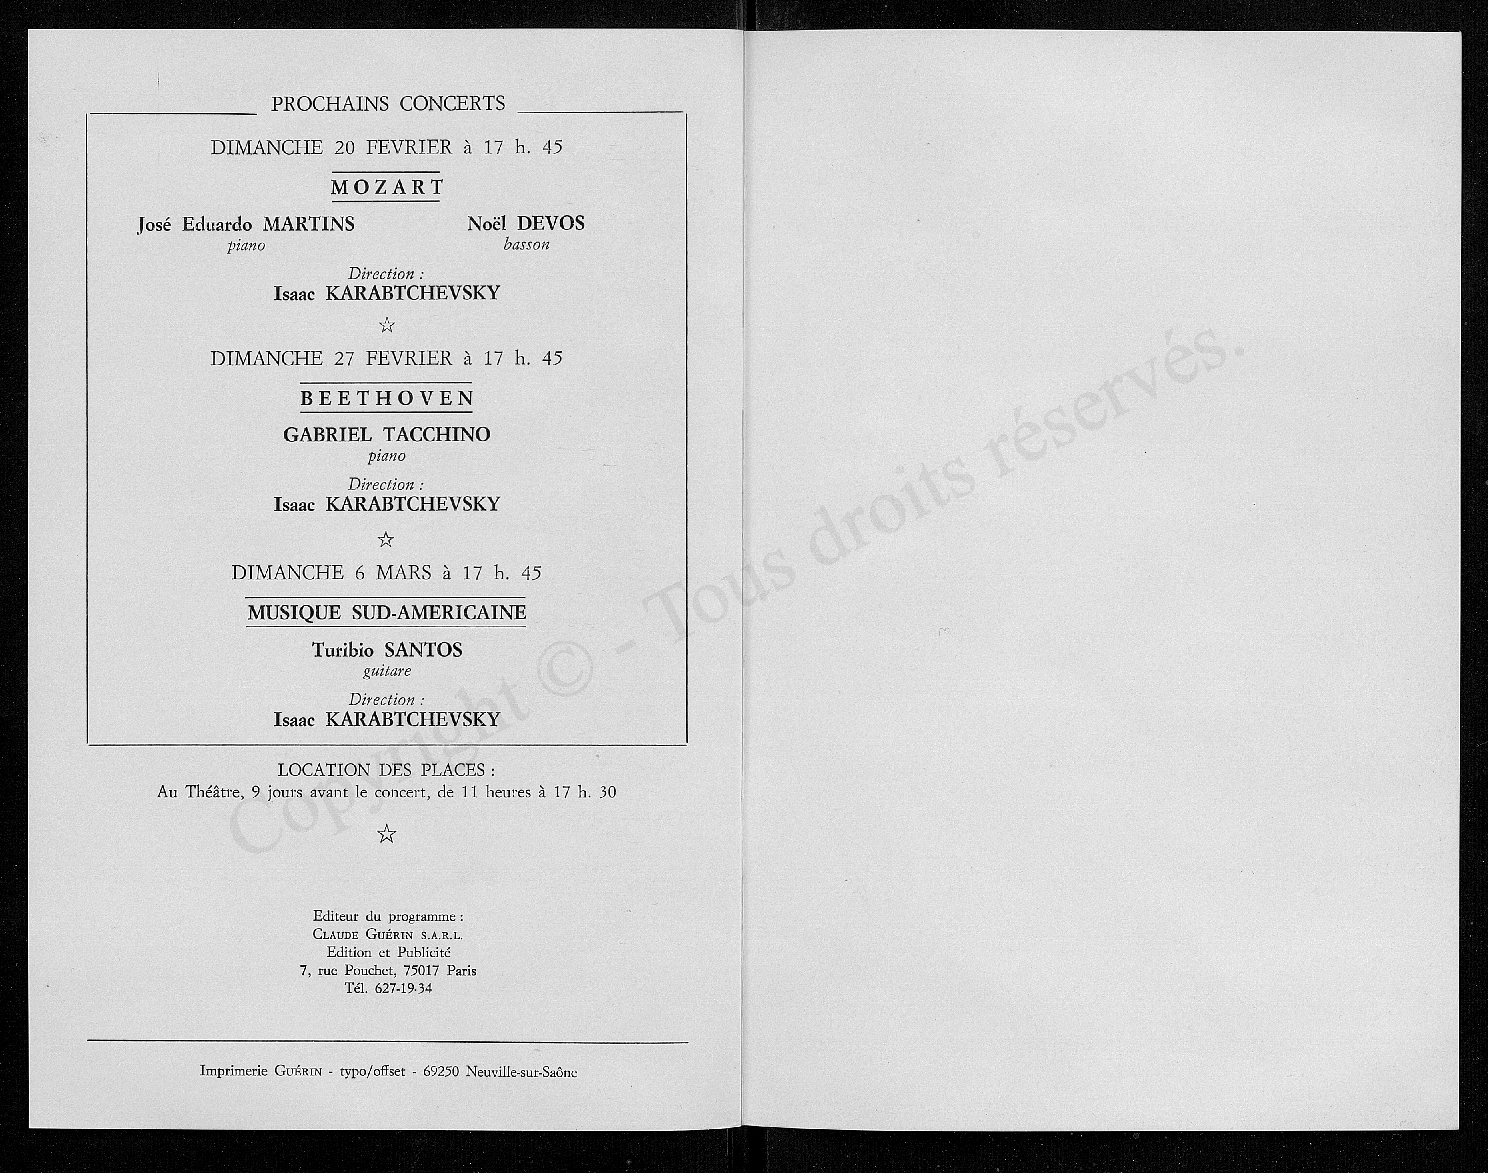 PROCHAINS CONCERTS
DIMANCHE 20 FEVRIER à 17 h. 45
MOZART
José Eduardo MARTINS Noël DEVOS
piano basson
Direction :
Isaac KARABTCHEVSKY
☆
DIMANCHE 27 FEVRIER à 17 h. 45
BEETHOVEN
GABRIEL TACCHINO
piano
Direction :
Isaac KARABTCHEVSKY
☆
DIMANCHE 6 MARS à 17 h. 45
MUSIQUE SUD-AMERICAINE
Turibio SANTOS
guitare
Direction :
Isaac KARABTCHEVSKY
LOCATION DES PLACES :
Au Théâtre, 9 jours avant le concert, de 11 heures à 17 h. 30
☆
Editeur du programme :
CLAUDE GUÉRIN S.A.R.L.
Edition et Publicité
7, rue Pouchet, 75017 Paris
Tél. 627-19-34
Imprimerie GUÉRIN - typo/offset - 69250 Neuville-sur-Saône
Copyright © - Tous droits réservés.